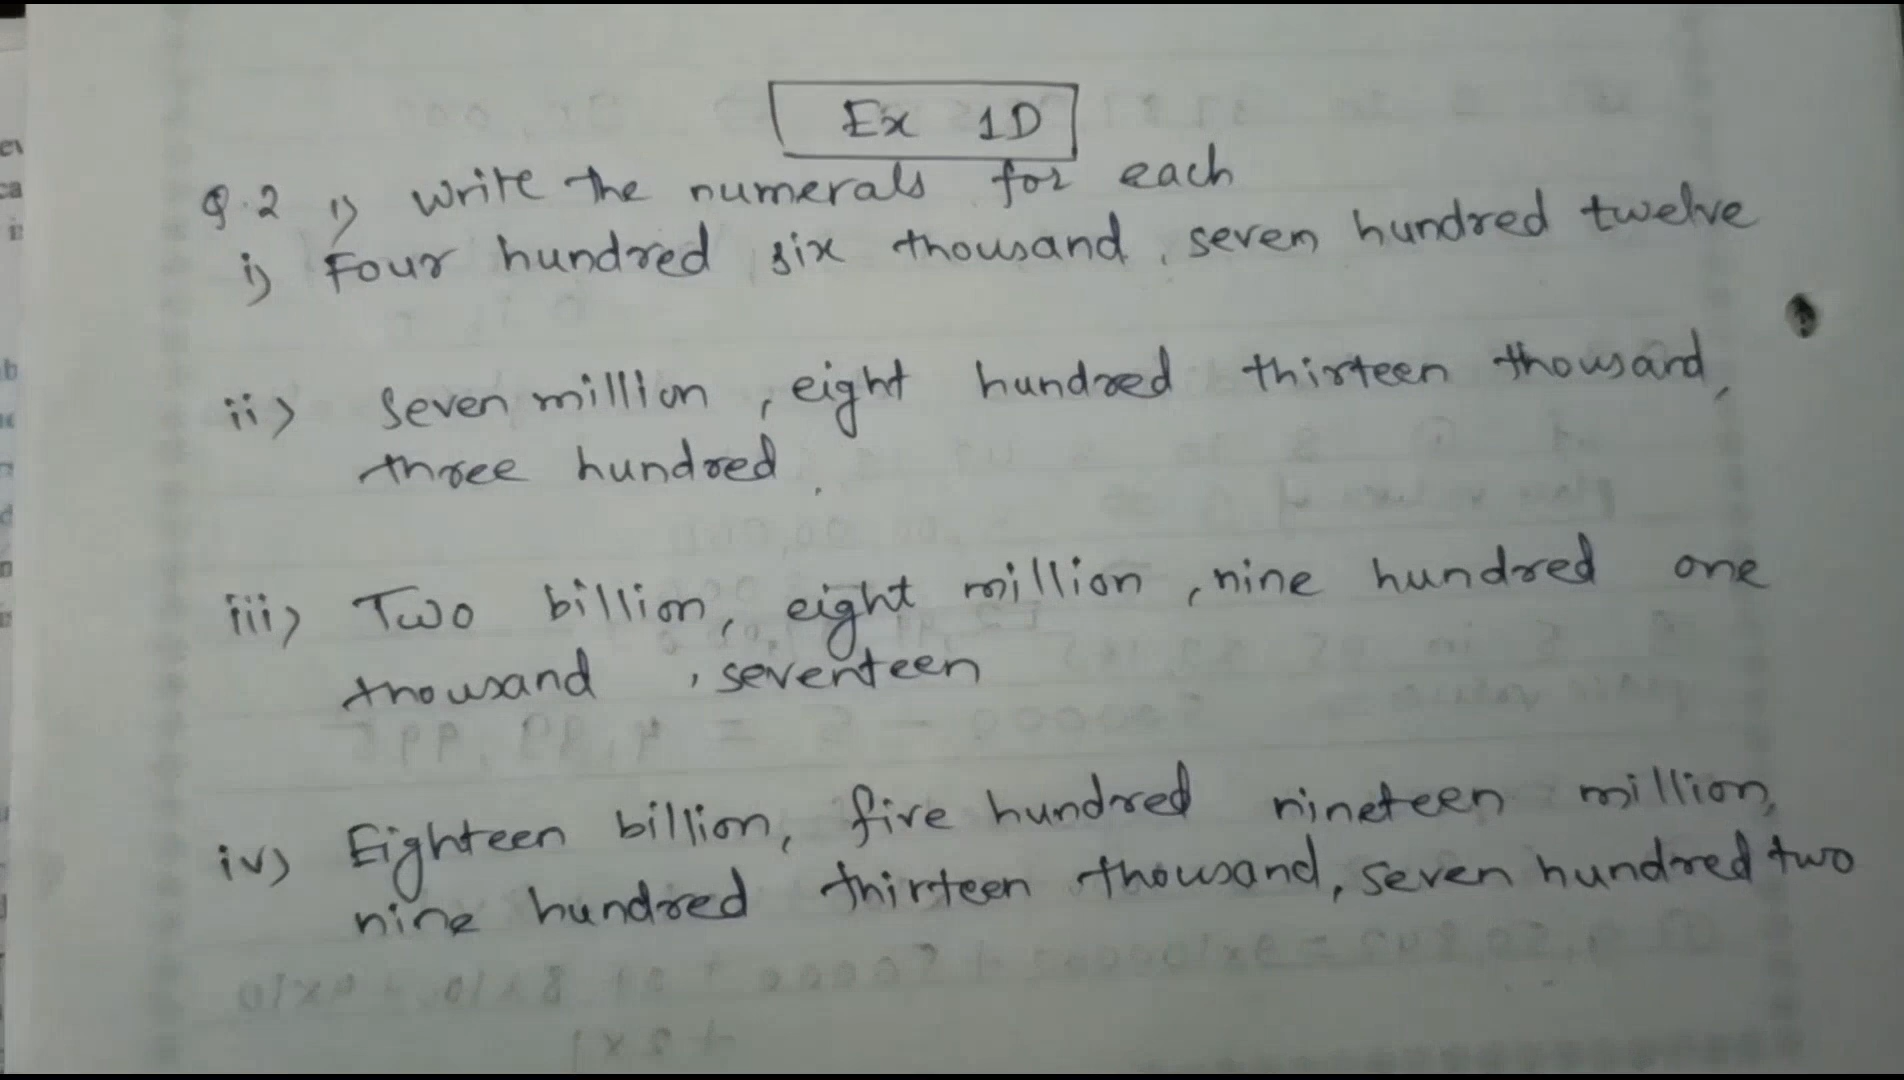 Ex 1D
Q.2 1) Write the numerals for each
i) Four hundred six thousand, seven hundred twelve
ii) Seven million, eight hundred thirteen thousand,
three hundred.
iii) Two billion, eight million, nine hundred one
thousand, seventeen
iv) Eighteen billion, five hundred nineteen million,
nine hundred thirteen thousand, seven hundred two